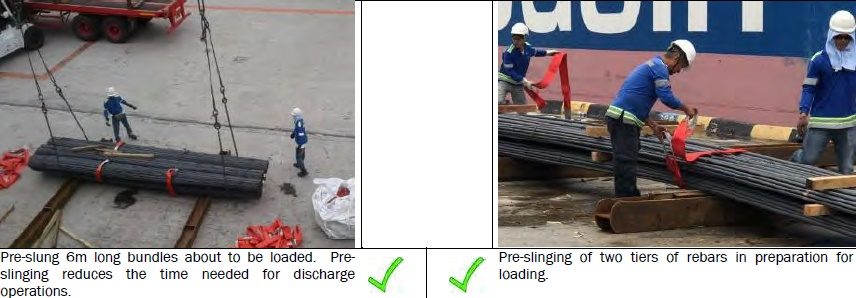 Pre-slung 6m long bundles about to be loaded. Pre-
slinging reduces the time needed for discharge
operations.
Pre-slinging of two tiers of rebars in preparation for
loading.